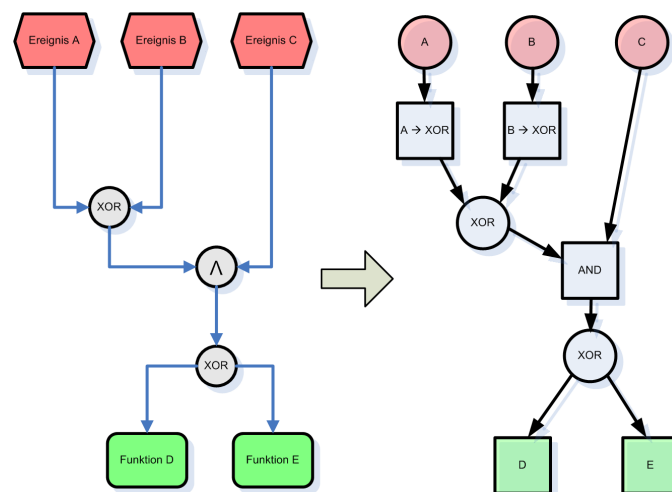 Ereignis A
Ereignis B
Ereignis C
XOR
Λ
XOR
Funktion D
Funktion E
A
B
C
A → XOR
B → XOR
XOR
AND
XOR
D
E